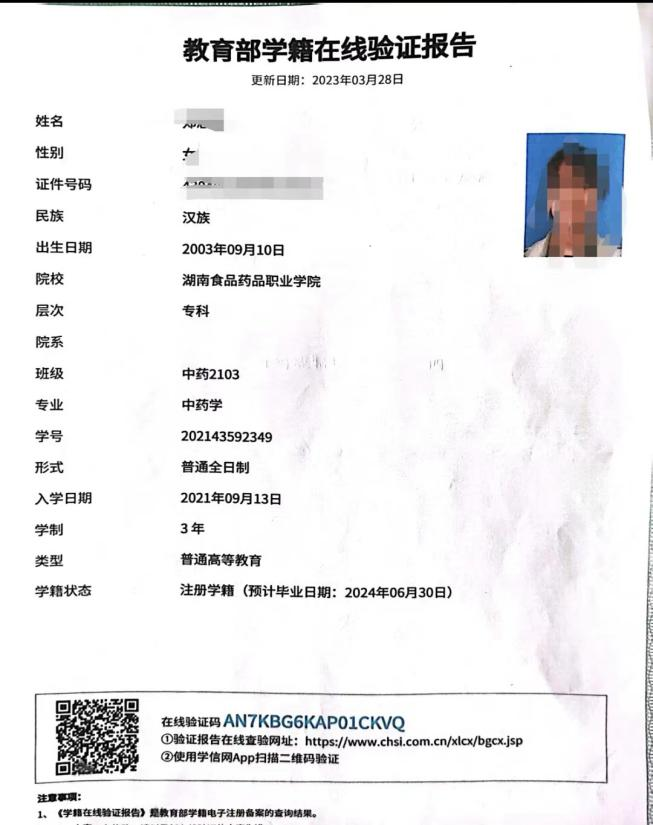 教育部学籍在线验证报告
更新日期：2023年03月28日
姓名
性别 女
证件号码
民族 汉族
出生日期 2003年09月10日
院校 湖南食品药品职业学院
层次 专科
院系
班级 中药2103
专业 中药学
学号 202143592349
形式 普通全日制
入学日期 2021年09月13日
学制 3 年
类型 普通高等教育
学籍状态 注册学籍（预计毕业日期：2024年06月30日）
在线验证码 AN7KBG6KAP01CKVQ
①验证报告在线查验网址：https://www.chsi.com.cn/xlcx/bgcx.jsp
②使用学信网App扫描二维码验证
注意事项：
1、《学籍在线验证报告》是教育部学籍电子注册备案的查询结果。